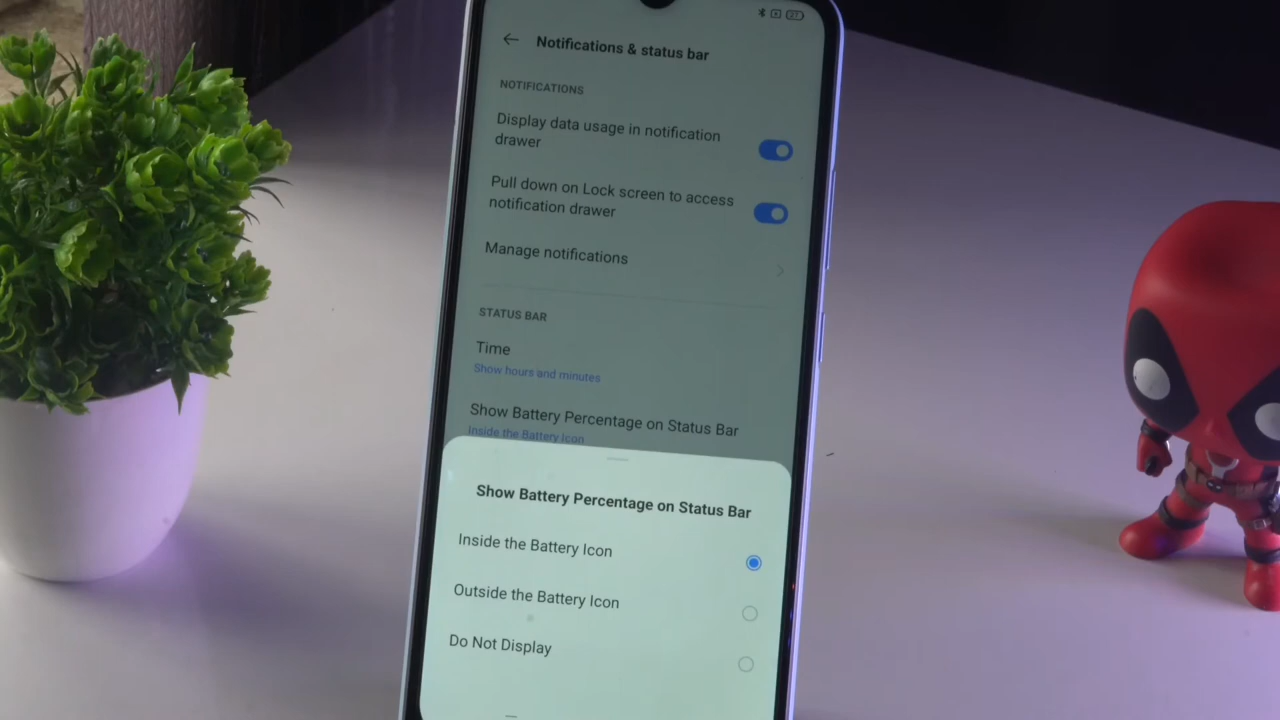 27
Notifications & status bar
NOTIFICATIONS
Display data usage in notification
drawer
Pull down on Lock screen to access
notification drawer
Manage notifications
STATUS BAR
Time
Show hours and minutes
Show Battery Percentage on Status Bar
Inside the Battery Icon
Show Battery Percentage on Status Bar
Inside the Battery Icon
Outside the Battery Icon
Do Not Display